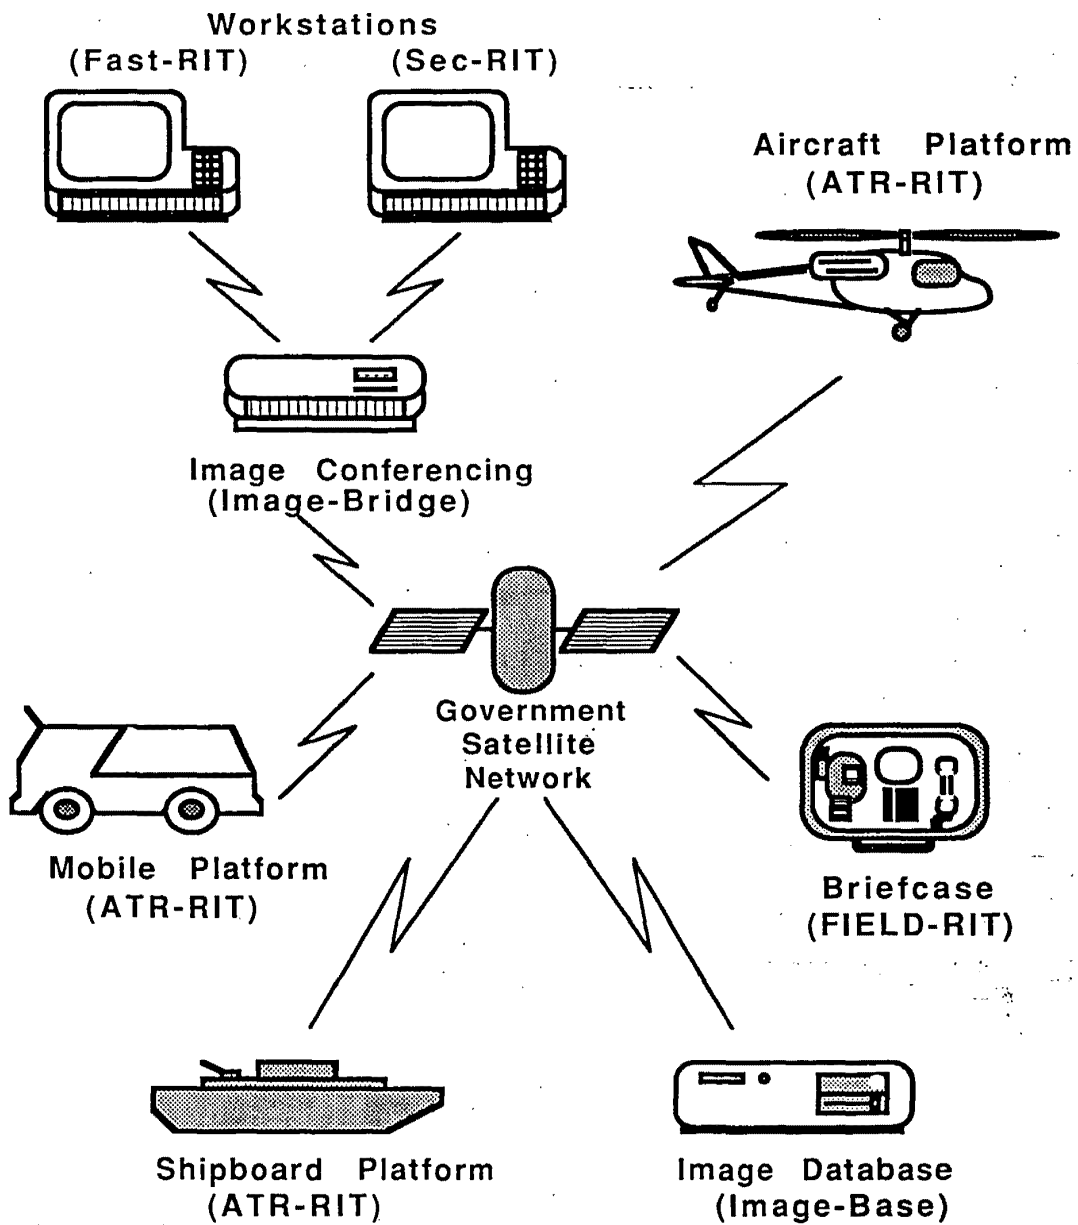 Workstations
(Fast-RIT) (Sec-RIT)
Aircraft Platform
(ATR-RIT)
Image Conferencing
(Image-Bridge)
Government
Satellite
Network
Mobile Platform
(ATR-RIT)
Briefcase
(FIELD-RIT)
Shipboard Platform
(ATR-RIT)
Image Database
(Image-Base)